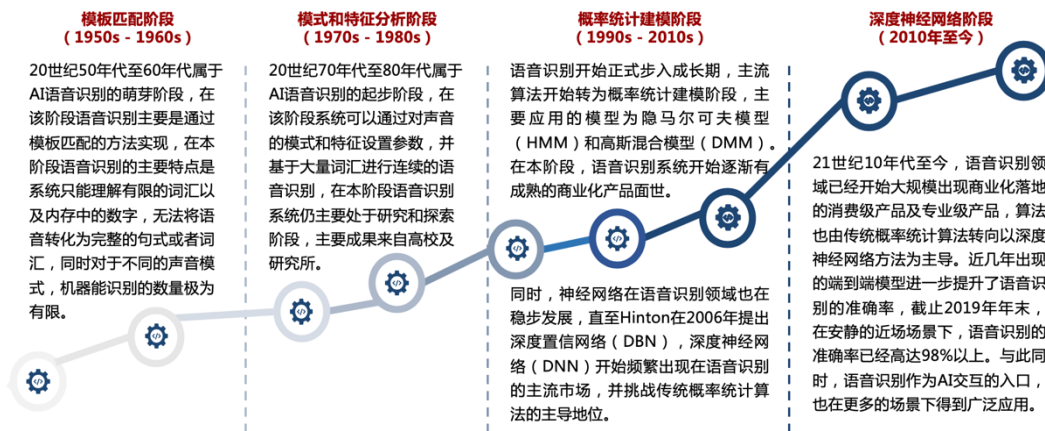 模板匹配阶段
（1950s - 1960s）
20世纪50年代至60年代属于
AI语音识别的萌芽阶段，在
该阶段语音识别主要是通过
模板匹配的方法实现，在本
阶段语音识别的主要特点是
系统只能理解有限的词汇以
及内存中的数字，无法将语
音转化为完整的句式或者词
汇，同时对于不同的声音模
式，机器能识别的数量极为
有限。
模式和特征分析阶段
（1970s - 1980s）
20世纪70年代至80年代属于
AI语音识别的起步阶段，在
该阶段系统可以通过对声音
的模式和特征设置参数，并
基于大量词汇进行连续的语
音识别，在本阶段语音识别
系统仍主要处于研究和探索
阶段，主要成果来自高校及
研究所。
概率统计建模阶段
（1990s - 2010s）
语音识别开始正式步入成长期，主流
算法开始转为概率统计建模阶段，主
要应用的模型为隐马尔可夫模型
（HMM）和高斯混合模型（DMM）。
在本阶段，语音识别系统开始逐渐有
成熟的商业化产品面世。
同时，神经网络在语音识别领域也在
稳步发展，直至Hinton在2006年提出
深度置信网络（DBN），深度神经网
络（DNN）开始频繁出现在语音识别
的主流市场，并挑战传统概率统计算
法的主导地位。
深度神经网络阶段
（2010年至今）
21世纪10年代至今，语音识别领
域已经开始大规模出现商业化落地
的消费级产品及专业级产品，算法
也由传统概率统计算法转向以深度
神经网络方法为主导。近几年出现
的端到端模型进一步提升了语音识
别的准确率，截止2019年年末，
在安静的近场场景下，语音识别的
准确率已经高达98%以上。与此同
时，语音识别作为AI交互的入口，
也在更多的场景下得到广泛应用。